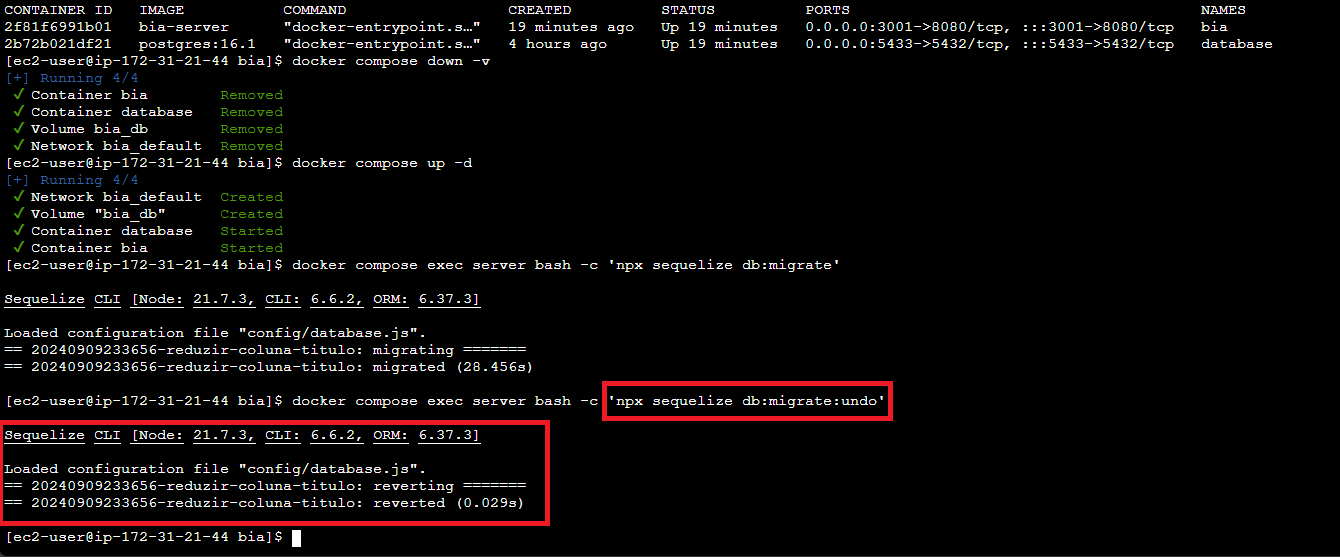 CONTAINER ID   IMAGE           COMMAND                  CREATED          STATUS          PORTS                                       NAMES
2f81f6991b01   bia-server      "docker-entrypoint.s…"   19 minutes ago   Up 19 minutes   0.0.0.0:3001->8080/tcp, :::3001->8080/tcp   bia
2b72b021df21   postgres:16.1   "docker-entrypoint.s…"   4 hours ago      Up 19 minutes   0.0.0.0:5433->5432/tcp, :::5433->5432/tcp   database
[ec2-user@ip-172-31-21-44 bia]$ docker compose down -v
[+] Running 4/4
 ✓ Container bia        Removed
 ✓ Container database   Removed
 ✓ Volume bia_db        Removed
 ✓ Network bia_default  Removed
[ec2-user@ip-172-31-21-44 bia]$ docker compose up -d
[+] Running 4/4
 ✓ Network bia_default  Created
 ✓ Volume "bia_db"      Created
 ✓ Container database   Started
 ✓ Container bia        Started
[ec2-user@ip-172-31-21-44 bia]$ docker compose exec server bash -c 'npx sequelize db:migrate'
Sequelize CLI [Node: 21.7.3, CLI: 6.6.2, ORM: 6.37.3]
Loaded configuration file "config/database.js".
== 20240909233656-reduzir-coluna-titulo: migrating =======
== 20240909233656-reduzir-coluna-titulo: migrated (28.456s)
[ec2-user@ip-172-31-21-44 bia]$ docker compose exec server bash -c 'npx sequelize db:migrate:undo'
Sequelize CLI [Node: 21.7.3, CLI: 6.6.2, ORM: 6.37.3]
Loaded configuration file "config/database.js".
== 20240909233656-reduzir-coluna-titulo: reverting =======
== 20240909233656-reduzir-coluna-titulo: reverted (0.029s)
[ec2-user@ip-172-31-21-44 bia]$